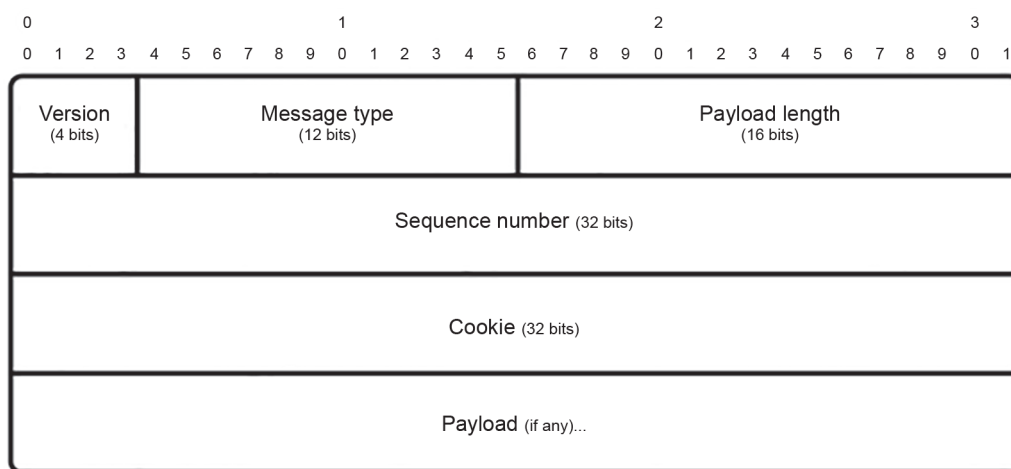 0 1 2 3
0 1 2 3 4 5 6 7 8 9 0 1 2 3 4 5 6 7 8 9 0 1 2 3 4 5 6 7 8 9 0 1
Version Message type Payload length
(4 bits) (12 bits) (16 bits)
Sequence number (32 bits)
Cookie (32 bits)
Payload (if any)...